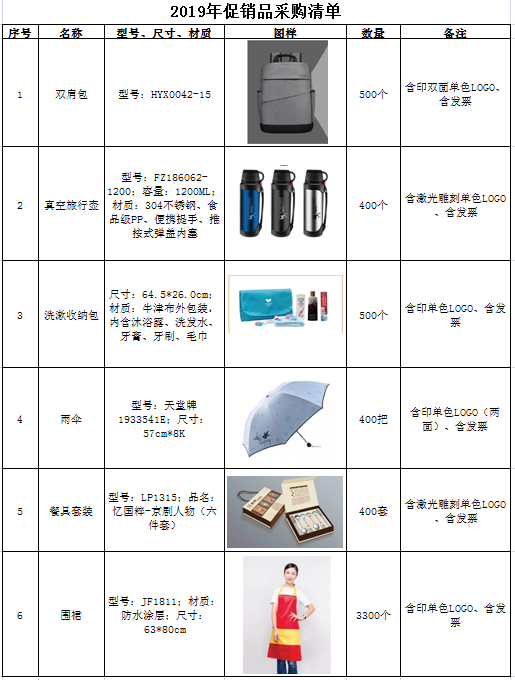 2019年促销品采购清单
序号 名称 型号、尺寸、材质 图样 数量 备注
1 双肩包 型号：HYX0042-15 500个 含印双面单色LOGO、
含发票
2 真空旅行壶 型号：FZ186062-
1200；容量：1200ML；
材质：304不锈钢、食
品级PP、便携提手、推
按式弹盖内塞 400个 含激光雕刻单色LOGO
、含发票
3 洗漱收纳包 尺寸：64.5*26.0cm；
材质：牛津布外包装，
内含沐浴露、洗发水、
牙膏、牙刷、毛巾 500个 含印单色LOGO、含发
票
4 雨伞 型号：天堂牌
1933541E；尺寸：
57cm*8K 400把 含印单色LOGO（两
面）、含发票
5 餐具套装 型号：LP1315；品名：
忆国粹-京剧人物（六
件套） 400套 含激光雕刻单色LOGO
、含发票
6 围裙 型号：JF1811；材质：
防水涂层；尺寸：
63*80cm 3300个 含印单色LOGO、含发
票